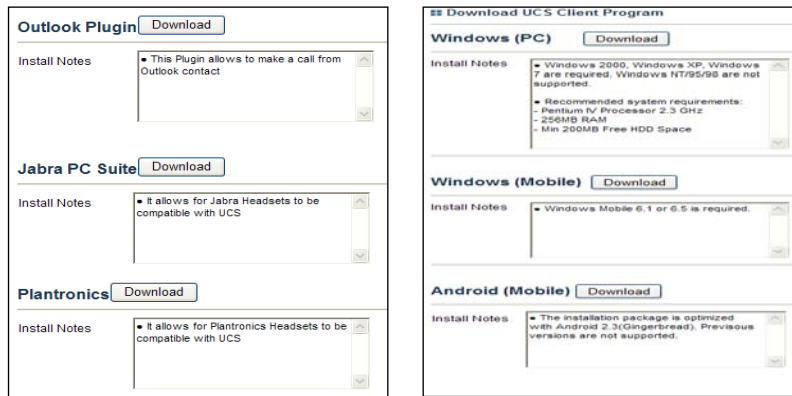 Outlook Plugin Download
Install Notes
• This Plugin allows to make a call from
Outlook contact
Jabra PC Suite Download
Install Notes
• It allows for Jabra Headsets to be
compatible with UCS
Plantronics Download
Install Notes
• It allows for Plantronics Headsets to be
compatible with UCS
Download UCS Client Program
Windows (PC) Download
Install Notes
• Windows 2000, Windows XP, Windows
7 are required. Windows NT/95/98 are not
supported.
• Recommended system requirements:
- Pentium IV Processor 2.3 GHz
- 256MB RAM
- Min 200MB Free HDD Space
Windows (Mobile) Download
Install Notes
• Windows Mobile 6.1 or 6.5 is required.
Android (Mobile) Download
Install Notes
• The installation package is optimized
with Android 2.3(Gingerbread). Previsous
versions are not supported.